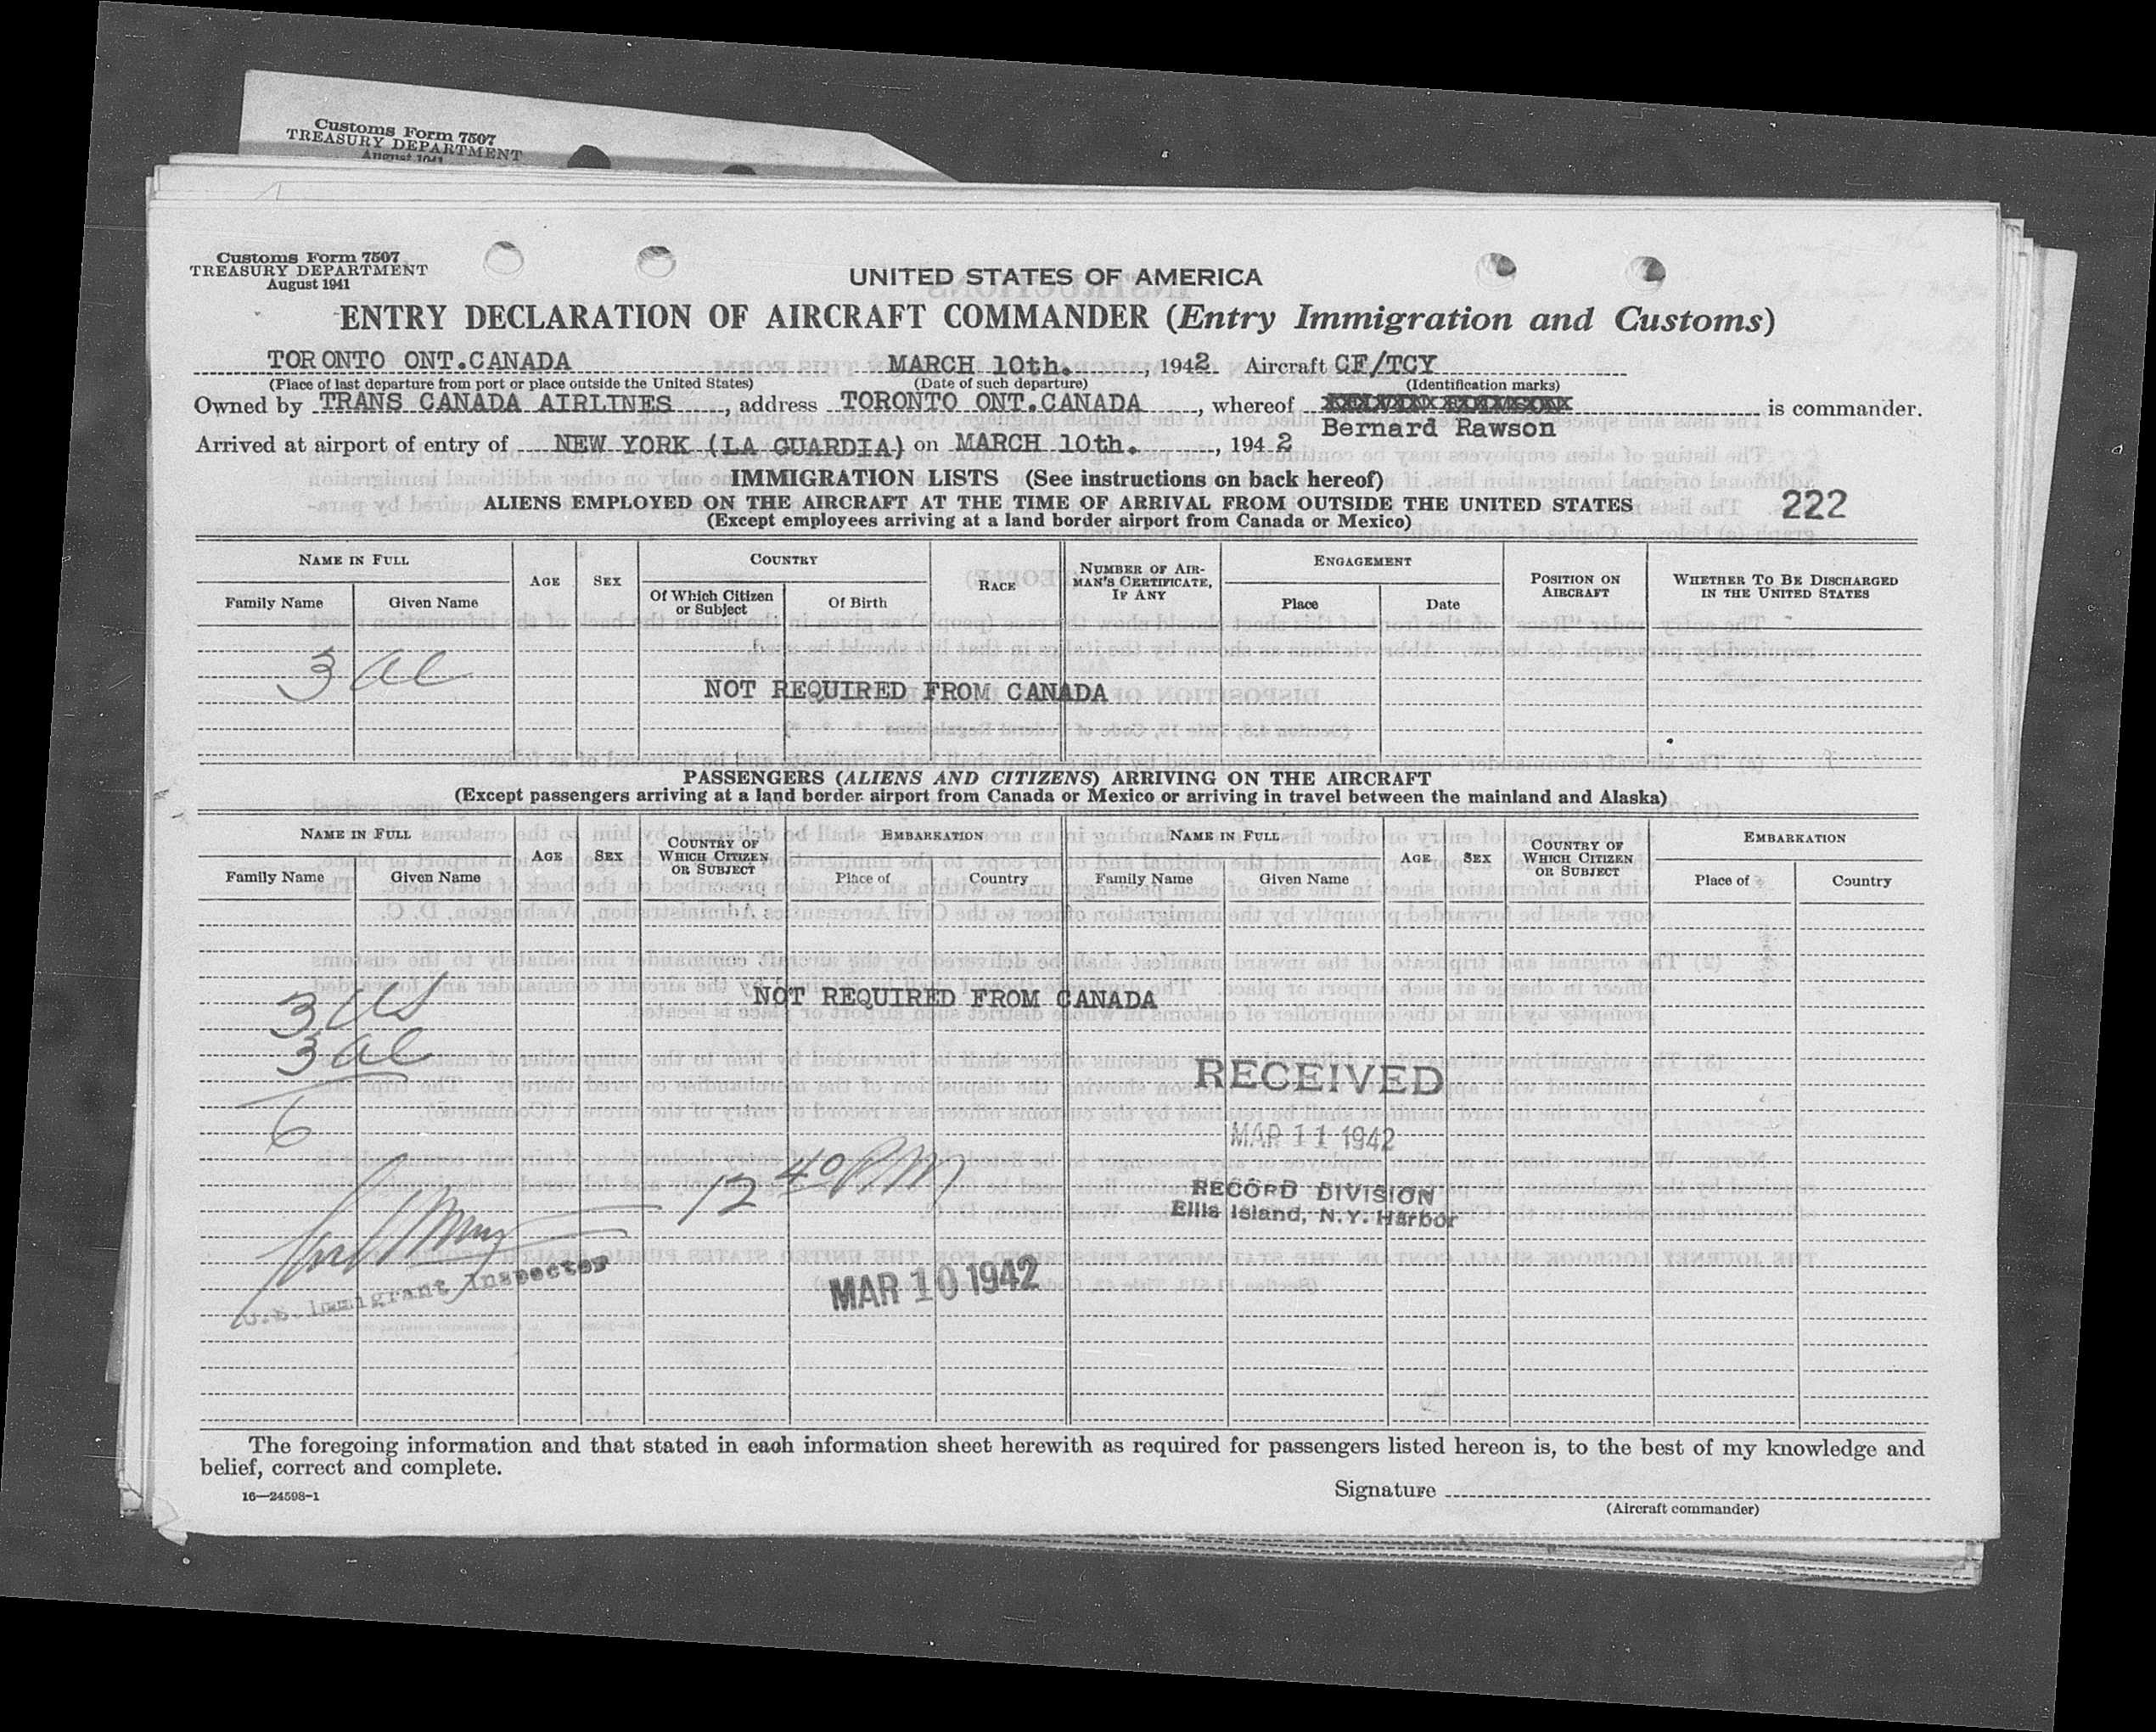 Customs Form 7507
TREASURY DEPARTMENT
August 1941
Customs Form 7507
TREASURY DEPARTMENT
August 1941
UNITED STATES OF AMERICA
ENTRY DECLARATION OF AIRCRAFT COMMANDER (Entry Immigration and Customs)
TORONTO ONT.CANADA MARCH 10th. , 1942 Aircraft CF/TCY
(Place of last departure from port or place outside the United States) (Date of such departure) (Identification marks)
Owned by TRANS CANADA AIRLINES , address TORONTO ONT.CANADA , whereof is commander.
Bernard Rawson
Arrived at airport of entry of NEW YORK (LA GUARDIA) on MARCH 10th. , 194 2
IMMIGRATION LISTS (See instructions on back hereof)
ALIENS EMPLOYED ON THE AIRCRAFT AT THE TIME OF ARRIVAL FROM OUTSIDE THE UNITED STATES 222
(Except employees arriving at a land border airport from Canada or Mexico)
NAME IN FULL AGE SEX COUNTRY RACE NUMBER OF AIRMAN'S CERTIFICATE, IF ANY ENGAGEMENT POSITION ON AIRCRAFT WHETHER TO BE DISCHARGED IN THE UNITED STATES
Family Name Given Name Of Which Citizen or Subject Of Birth Place Date
3 al
NOT REQUIRED FROM CANADA
PASSENGERS (ALIENS AND CITIZENS) ARRIVING ON THE AIRCRAFT
(Except passengers arriving at a land border airport from Canada or Mexico or arriving in travel between the mainland and Alaska)
NAME IN FULL AGE SEX COUNTRY OF WHICH CITIZEN OR SUBJECT EMBARKATION NAME IN FULL AGE SEX COUNTRY OF WHICH CITIZEN OR SUBJECT EMBARKATION
Family Name Given Name Place of Country Family Name Given Name Place of Country
3 US
NOT REQUIRED FROM CANADA
3 al
6
RECEIVED
MAR 11 1942
RECORD DIVISION
Ellis Island, N.Y. Harbor
12 40 PM
U.S. Immigrant Inspector
MAR 10 1942
The foregoing information and that stated in each information sheet herewith as required for passengers listed hereon is, to the best of my knowledge and
belief, correct and complete.
16—24598-1
Signature
(Aircraft commander)